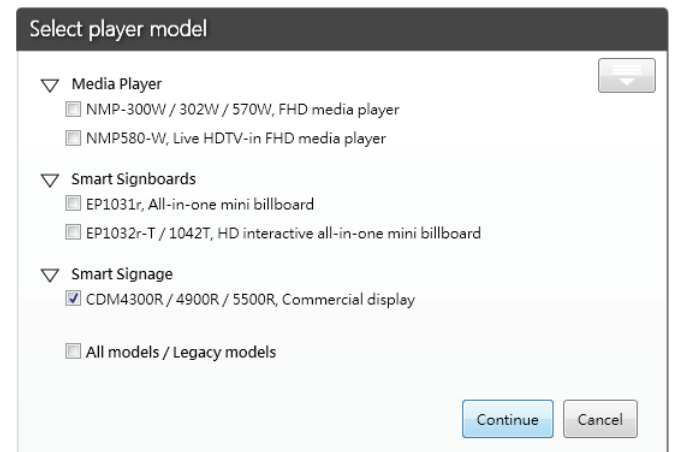 Select player model
Media Player
NMP-300W / 302W / 570W, FHD media player
NMP580-W, Live HDTV-in FHD media player
Smart Signboards
EP1031r, All-in-one mini billboard
EP1032r-T / 1042T, HD interactive all-in-one mini billboard
Smart Signage
CDM4300R / 4900R / 5500R, Commercial display
All models / Legacy models
Continue Cancel